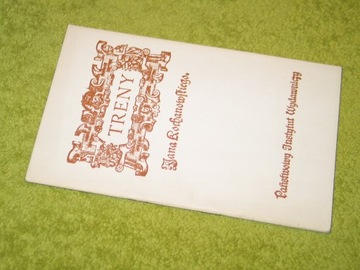 TRENY
Jana Kochanowskiego
Państwowy Instytut Wydawniczy